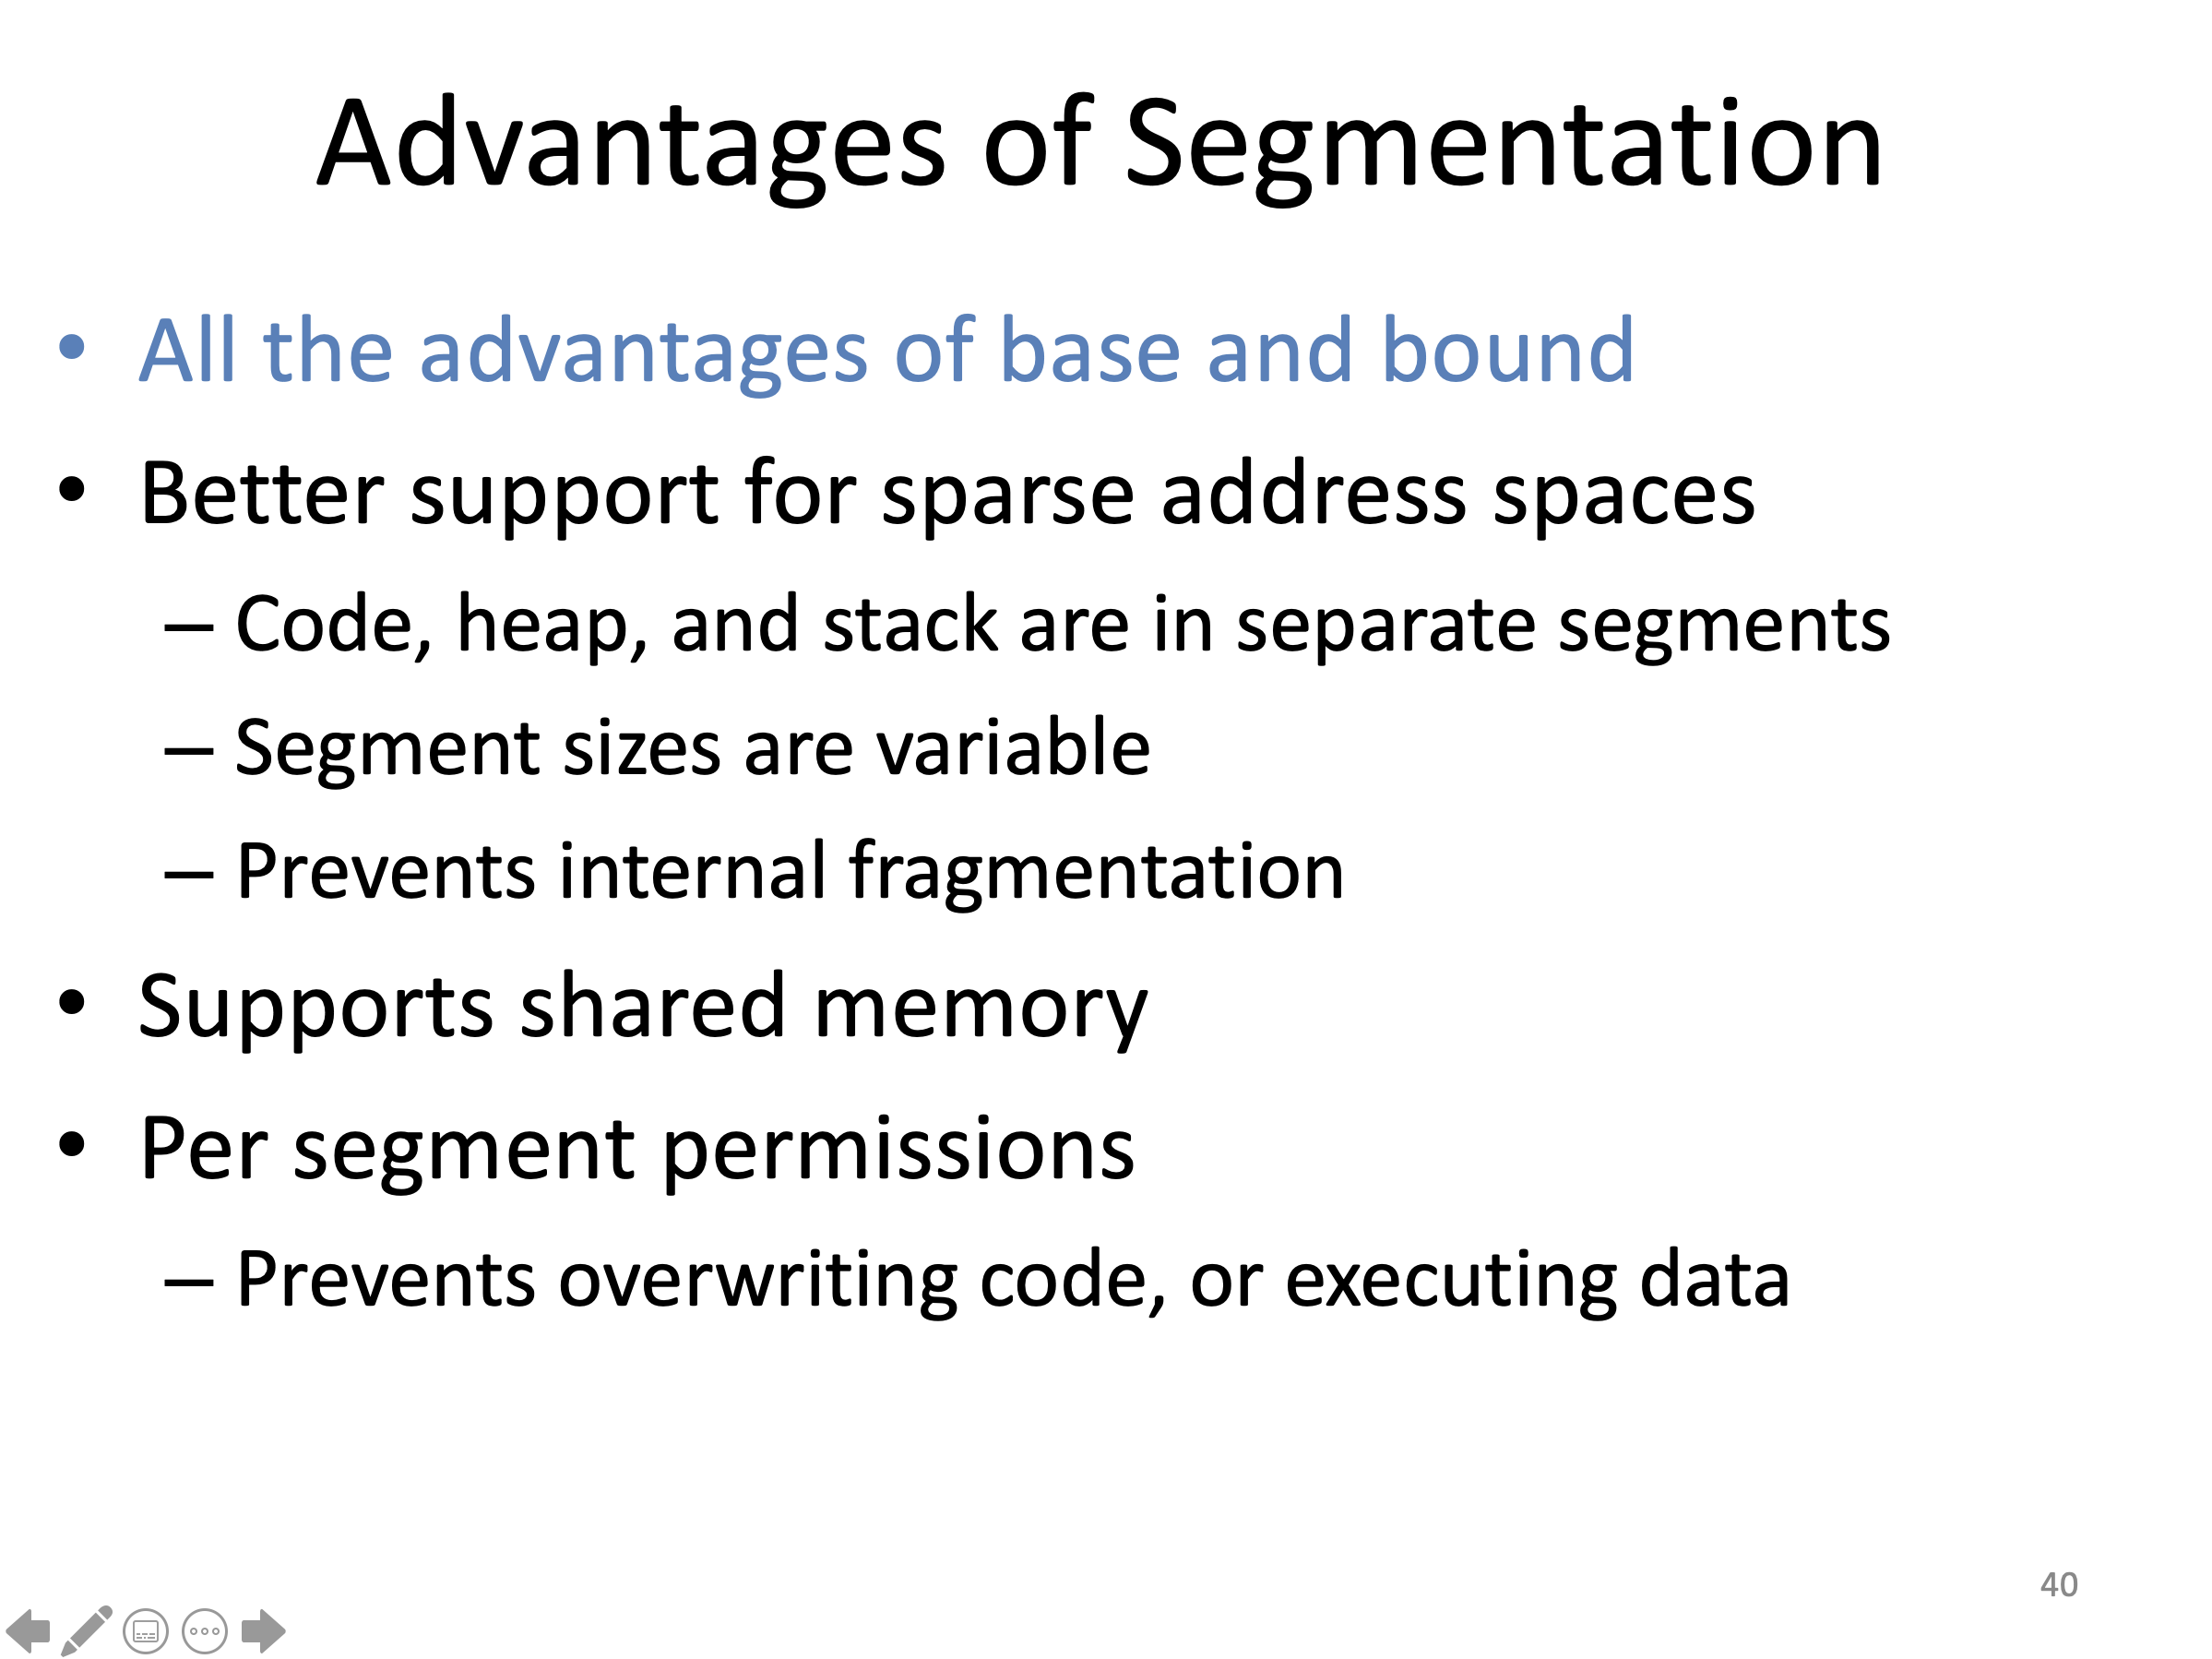 Advantages of Segmentation
• All the advantages of base and bound
• Better support for sparse address spaces
– Code, heap, and stack are in separate segments
– Segment sizes are variable
– Prevents internal fragmentation
• Supports shared memory
• Per segment permissions
– Prevents overwriting code, or executing data
40